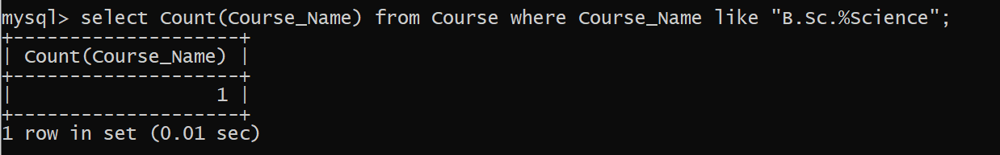 mysql> select Count(Course_Name) from Course where Course_Name like "B.Sc.%Science";
+--------------------+
| Count(Course_Name) |
+--------------------+
|                  1 |
+--------------------+
1 row in set (0.01 sec)